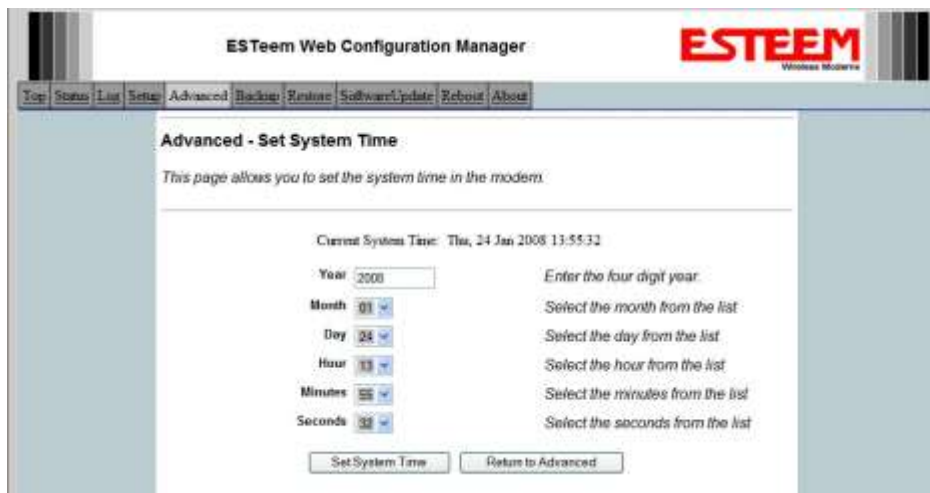 ESTeem Web Configuration Manager
ESTEEM
Wireless Modems
Top Status Log Setup Advanced Backup Restore SoftwareUpdate Reboot About
Advanced - Set System Time
This page allows you to set the system time in the modem.
Current System Time: Thu, 24 Jan 2008 13:55:32
Year 2008 Enter the four digit year.
Month 01 Select the month from the list
Day 24 Select the day from the list
Hour 13 Select the hour from the list
Minutes 55 Select the minutes from the list
Seconds 32 Select the seconds from the list
Set System Time Return to Advanced